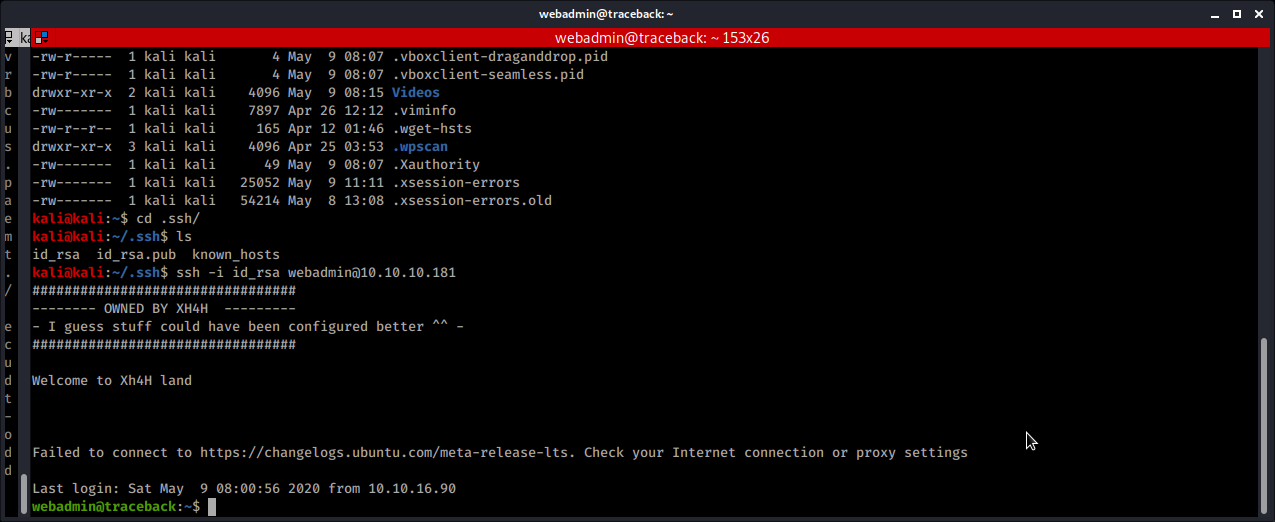 webadmin@traceback: ~
webadmin@traceback: ~ 153x26
-rw-r-----  1 kali kali      4 May  9 08:07 .vboxclient-draganddrop.pid
-rw-r-----  1 kali kali      4 May  9 08:07 .vboxclient-seamless.pid
drwxr-xr-x  2 kali kali   4096 May  9 08:15 Videos
-rw-------  1 kali kali   7897 Apr 26 12:12 .viminfo
-rw-r--r--  1 kali kali    165 Apr 12 01:46 .wget-hsts
drwxr-xr-x  3 kali kali   4096 Apr 25 03:53 .wpscan
-rw-------  1 kali kali     49 May  9 08:07 .Xauthority
-rw-------  1 kali kali  25052 May  9 11:11 .xsession-errors
-rw-------  1 kali kali  54214 May  8 13:08 .xsession-errors.old
kali@kali:~$ cd .ssh/
kali@kali:~/.ssh$ ls
id_rsa  id_rsa.pub  known_hosts
kali@kali:~/.ssh$ ssh -i id_rsa webadmin@10.10.10.181
#################################
-------- OWNED BY XH4H  ---------
- I guess stuff could have been configured better ^^ -
#################################
Welcome to Xh4H land
Failed to connect to https://changelogs.ubuntu.com/meta-release-lts. Check your Internet connection or proxy settings
Last login: Sat May  9 08:00:56 2020 from 10.10.16.90
webadmin@traceback:~$